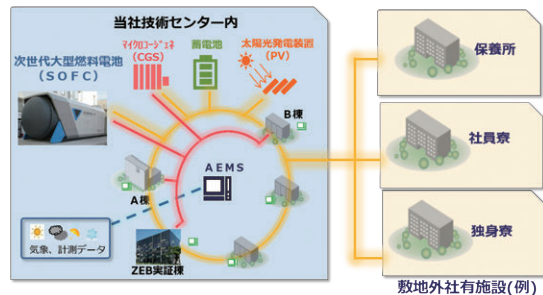 当社技術センター内
次世代大型燃料電池
(SOFC)
マイクロコージェネ
(CGS)
蓄電池
太陽光発電装置
(PV)
B棟
AEMS
A棟
気象、計測データ
ZEB実証棟
保養所
社員寮
独身寮
敷地外社有施設(例)